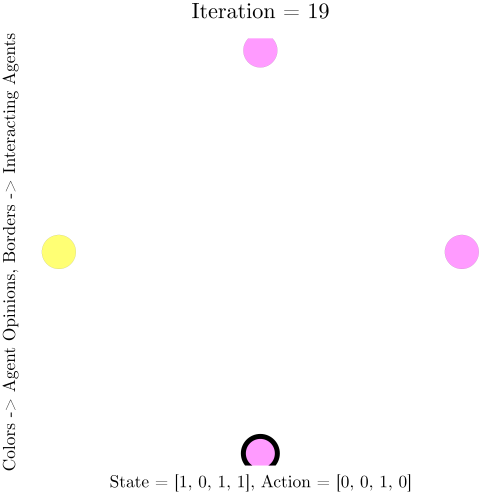 Iteration = 19
Colors -> Agent Opinions, Borders -> Interacting Agents
State = [1, 0, 1, 1], Action = [0, 0, 1, 0]